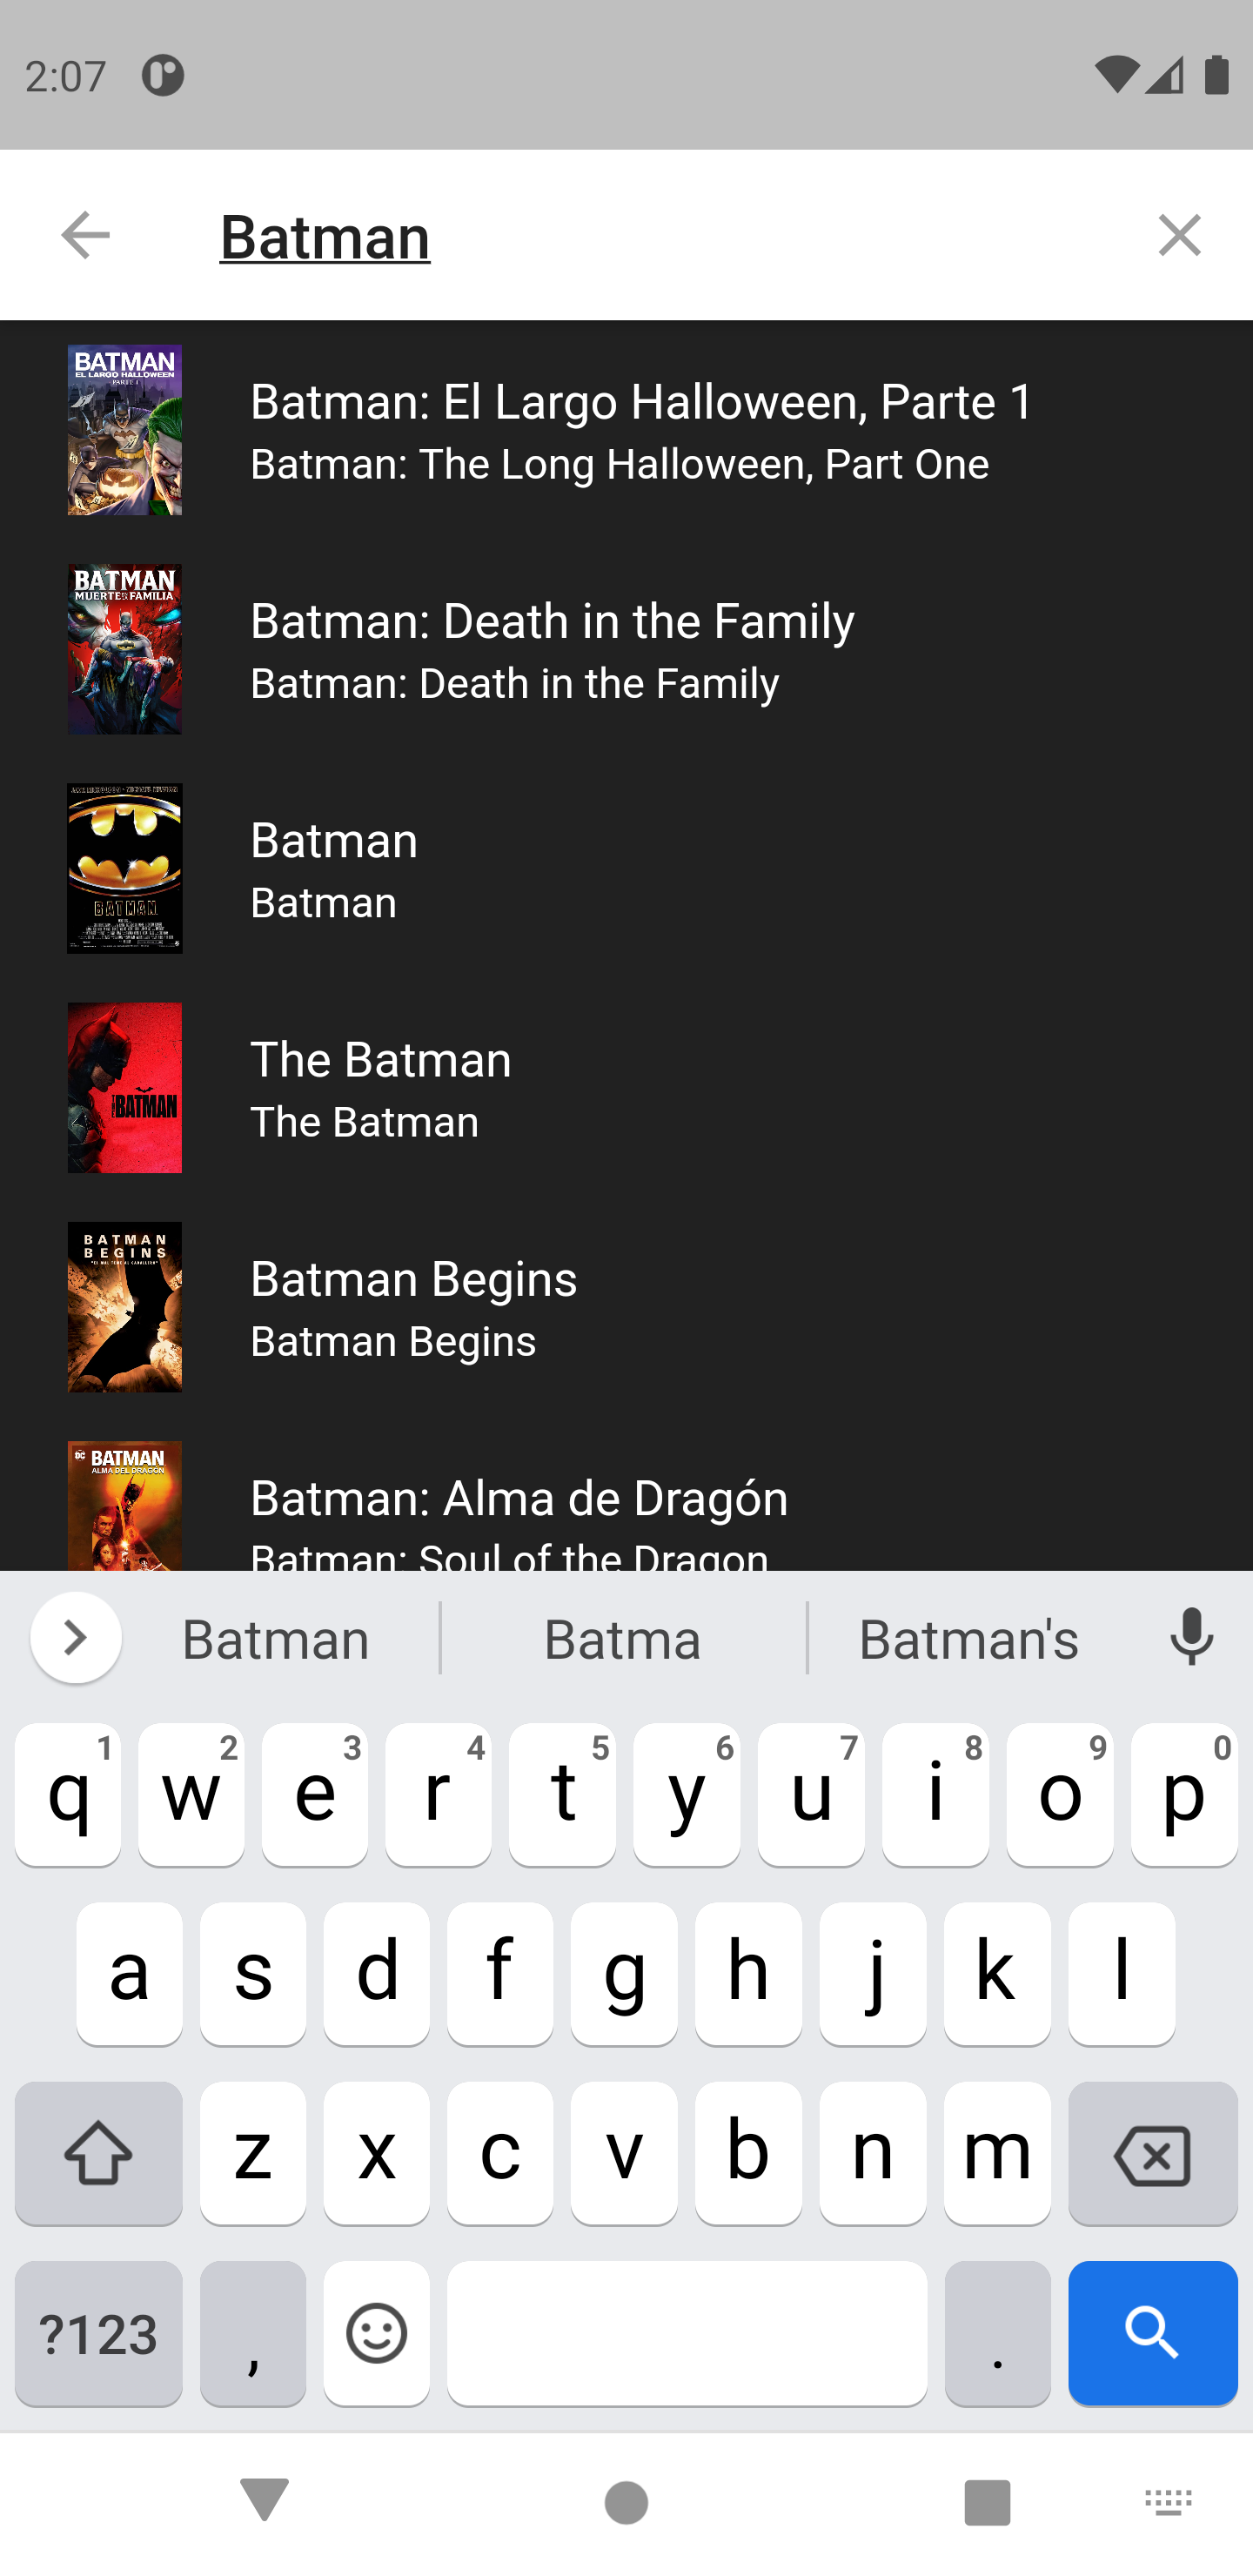 2:07
Batman
BATMAN
EL LARGO HALLOWEEN
PARTE 1
Batman: El Largo Halloween, Parte 1
Batman: The Long Halloween, Part One
BATMAN
MUERTE EN LA FAMILIA
Batman: Death in the Family
Batman: Death in the Family
BATMAN
Batman
Batman
THE BATMAN
The Batman
The Batman
BATMAN
BEGINS
Batman Begins
Batman Begins
DC BATMAN
ALMA DEL DRAGÓN
Batman: Alma de Dragón
Batman: Soul of the Dragon
Batman Batma Batman's
q 1 w 2 e 3 r 4 t 5 y 6 u 7 i 8 o 9 p 0
a s d f g h j k l
z x c v b n m
?123 , .